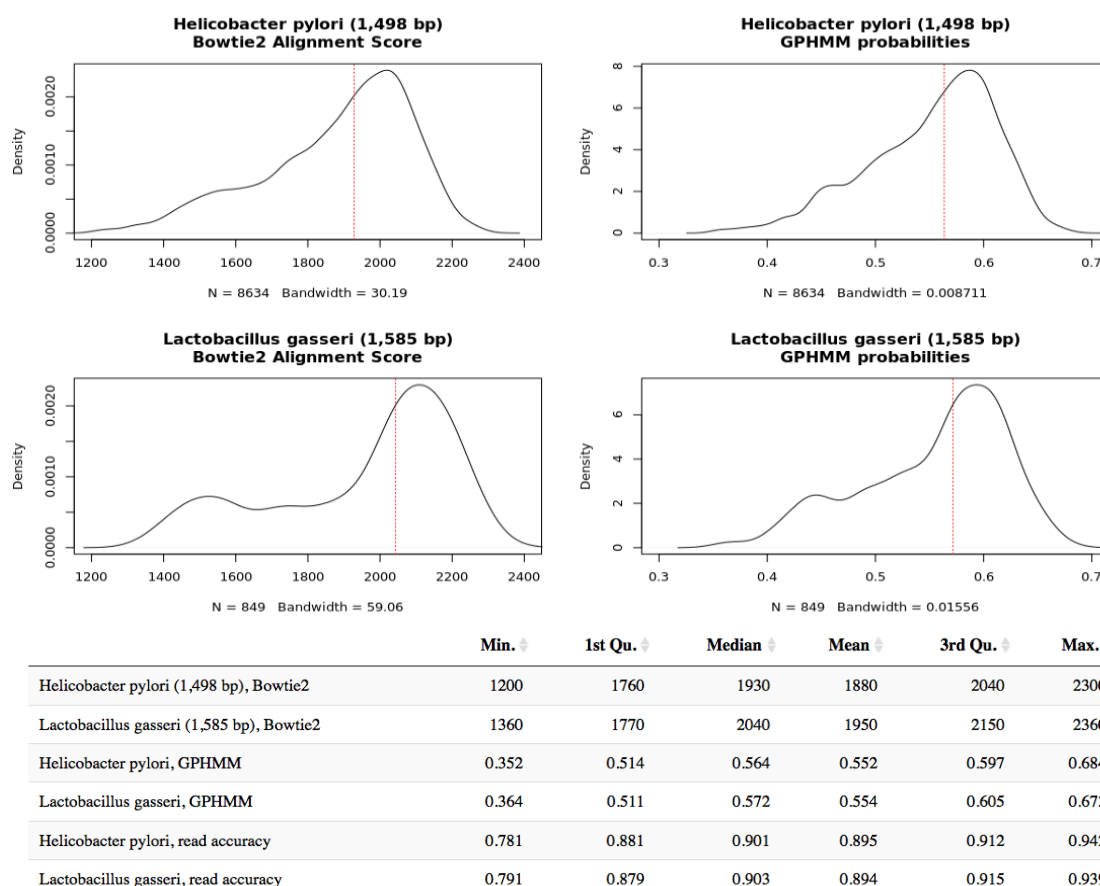 Helicobacter pylori (1,498 bp)
Bowtie2 Alignment Score
Density
0.0000 0.0010 0.0020
1200 1400 1600 1800 2000 2200 2400
N = 8634 Bandwidth = 30.19
Helicobacter pylori (1,498 bp)
GPHMM probabilities
Density
0 2 4 6 8
0.3 0.4 0.5 0.6 0.7
N = 8634 Bandwidth = 0.008711
Lactobacillus gasseri (1,585 bp)
Bowtie2 Alignment Score
Density
0.0000 0.0010 0.0020
1200 1400 1600 1800 2000 2200 2400
N = 849 Bandwidth = 59.06
Lactobacillus gasseri (1,585 bp)
GPHMM probabilities
Density
0 2 4 6
0.3 0.4 0.5 0.6 0.7
N = 849 Bandwidth = 0.01556
Min. 1st Qu. Median Mean 3rd Qu. Max.
Helicobacter pylori (1,498 bp), Bowtie2 1200 1760 1930 1880 2040
Lactobacillus gasseri (1,585 bp), Bowtie2 1360 1770 2040 1950 2150
Helicobacter pylori, GPHMM 0.352 0.514 0.564 0.552 0.597
Lactobacillus gasseri, GPHMM 0.364 0.511 0.572 0.554 0.605
Helicobacter pylori, read accuracy 0.781 0.881 0.901 0.895 0.912
Lactobacillus gasseri, read accuracy 0.791 0.879 0.903 0.894 0.915